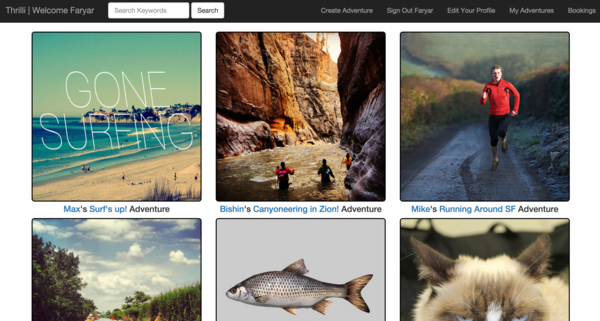 Thrilli | Welcome Faryar
Search Keywords
Search
Create Adventure
Sign Out Faryar
Edit Your Profile
My Adventures
Bookings
GONE
SURFING
Max's Surf's up! Adventure
Bishin's Canyoneering in Zion! Adventure
Mike's Running Around SF Adventure